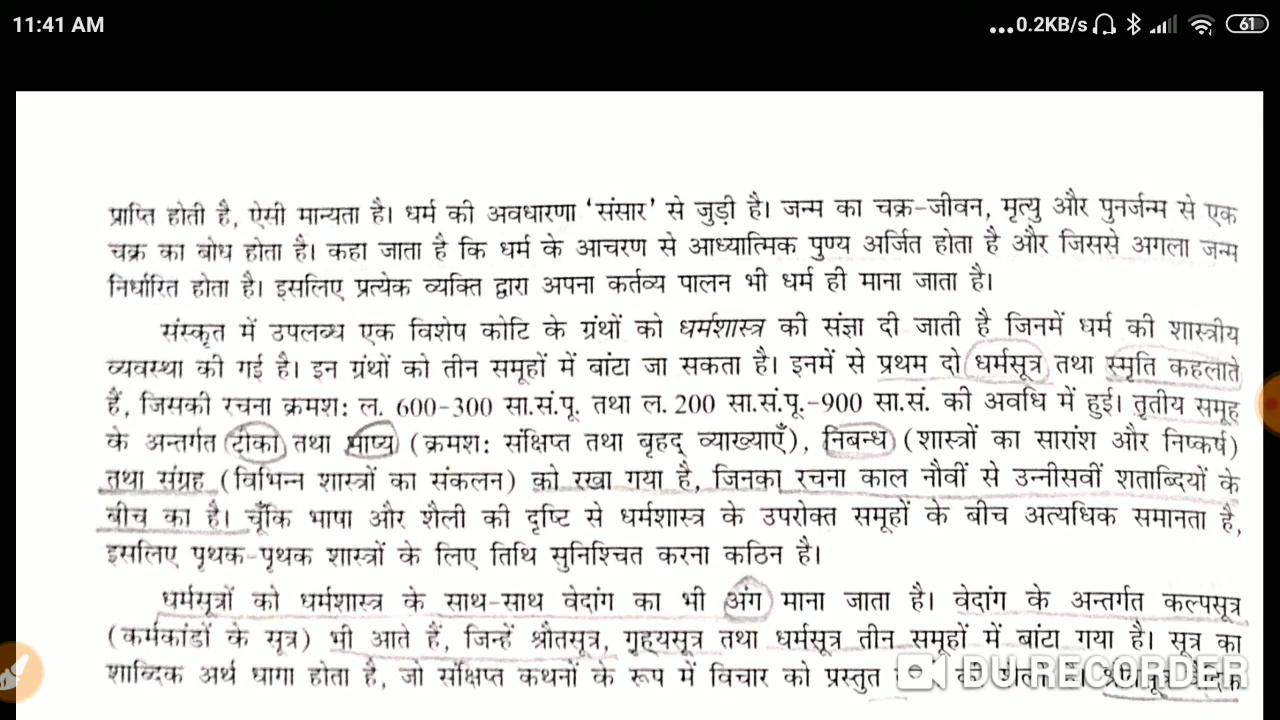 11:41 AM
...0.2KB/s 61
प्राप्ति होती है, ऐसी मान्यता है। धर्म की अवधारणा 'संसार' से जुड़ी है। जन्म का चक्र-जीवन, मृत्यु और पुनर्जन्म से एक
चक्र का बोध होता है। कहा जाता है कि धर्म के आचरण से आध्यात्मिक पुण्य अर्जित होता है और जिससे अगला जन्म
निर्धारित होता है। इसलिए प्रत्येक व्यक्ति द्वारा अपना कर्तव्य पालन भी धर्म ही माना जाता है।
संस्कृत में उपलब्ध एक विशेष कोटि के ग्रंथों को धर्मशास्त्र की संज्ञा दी जाती है जिनमें धर्म की शास्त्रीय
व्यवस्था की गई है। इन ग्रंथों को तीन समूहों में बांटा जा सकता है। इनमें से प्रथम दो धर्मसूत्र तथा स्मृति कहलाते
हैं, जिसकी रचना क्रमश: ल. 600-300 सा.सं.पू. तथा ल. 200 सा.सं.पू.-900 सा.सं. की अवधि में हुई। तृतीय समूह
के अन्तर्गत टीका तथा भाष्य (क्रमश: संक्षिप्त तथा बृहद् व्याख्याएँ), निबन्ध (शास्त्रों का सारांश और निष्कर्ष)
तथा संग्रह (विभिन्न शास्त्रों का संकलन) को रखा गया है, जिनका रचना काल नौवीं से उन्नीसवीं शताब्दियों के
बीच का है। चूँकि भाषा और शैली की दृष्टि से धर्मशास्त्र के उपरोक्त समूहों के बीच अत्यधिक समानता है,
इसलिए पृथक-पृथक शास्त्रों के लिए तिथि सुनिश्चित करना कठिन है।
धर्मसूत्रों को धर्मशास्त्र के साथ-साथ वेदांग का भी अंग माना जाता है। वेदांग के अन्तर्गत कल्पसूत्र
(कर्मकांडों के सूत्र) भी आते हैं, जिन्हें श्रौतसूत्र, गृहयसूत्र तथा धर्मसूत्र तीन समूहों में बांटा गया है। सूत्र का
शाब्दिक अर्थ धागा होता है, जो संक्षिप्त कथनों के रूप में विचार को प्रस्तुत
DU RECORDER